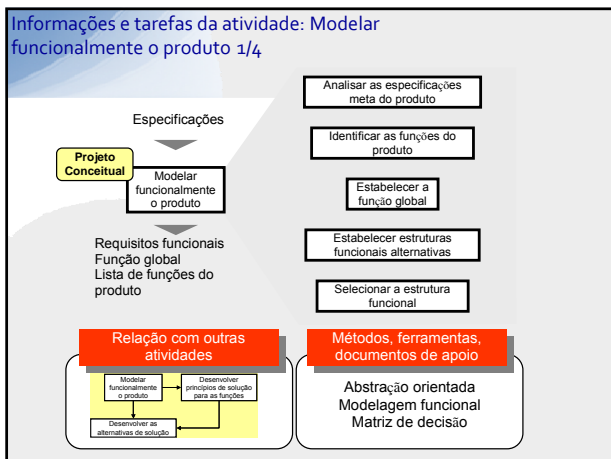 Informações e tarefas da atividade: Modelar
funcionalmente o produto 1/4
Especificações
Projeto
Conceitual
Modelar
funcionalmente
o produto
Requisitos funcionais
Função global
Lista de funções do
produto
Analisar as especificações
meta do produto
Identificar as funções do
produto
Estabelecer a
função global
Estabelecer estruturas
funcionais alternativas
Selecionar a estrutura
funcional
Relação com outras
atividades
Modelar
funcionalmente
o produto
Desenvolver
princípios de solução
para as funções
Desenvolver as
alternativas de solução
Métodos, ferramentas,
documentos de apoio
Abstração orientada
Modelagem funcional
Matriz de decisão